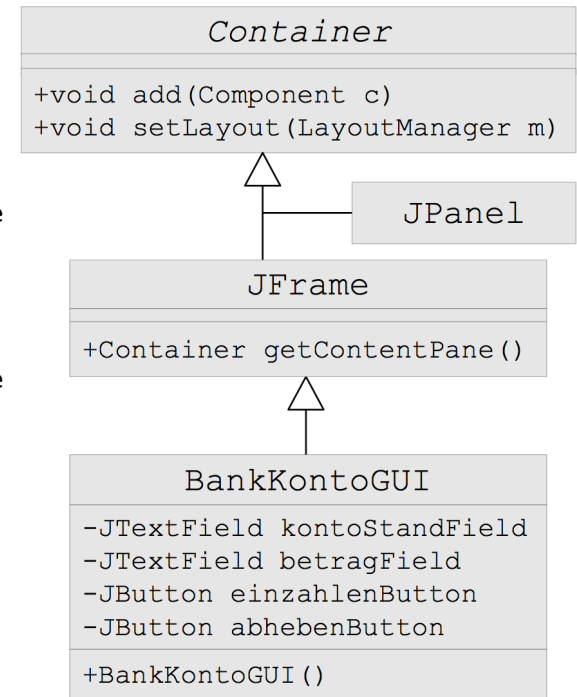 Container
+void add(Component c)
+void setLayout(LayoutManager m)
e
JPanel
JFrame
+Container getContentPane()
e
BankKontoGUI
-JTextField kontoStandField
-JTextField betragField
-JButton einzahlenButton
-JButton abhebenButton
+BankKontoGUI()